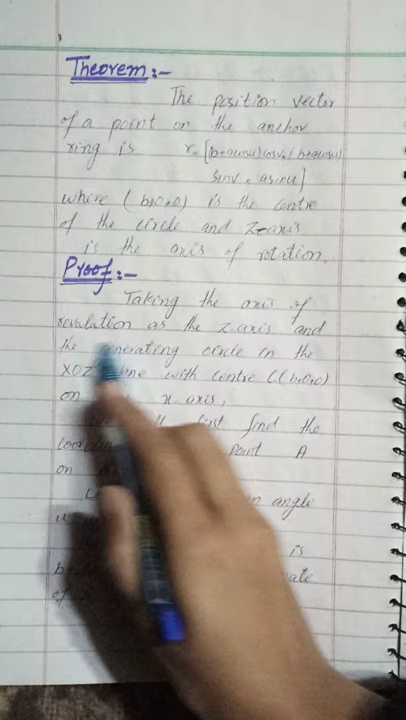 Theorem:-
The position vector
of a point on the anchor
ring is r=[(b+acosu)cosv,(b+acosu)
sinv, asinu]
where (b,0,0) is the centre
of the circle and Z-axis
is the axis of rotation.
Proof:-
Taking the axis of
revolution as the z axis and
the generating circle in the
XOZ with centre C(b,0,0)
on x axis,
first find the
point A
on
angle
is